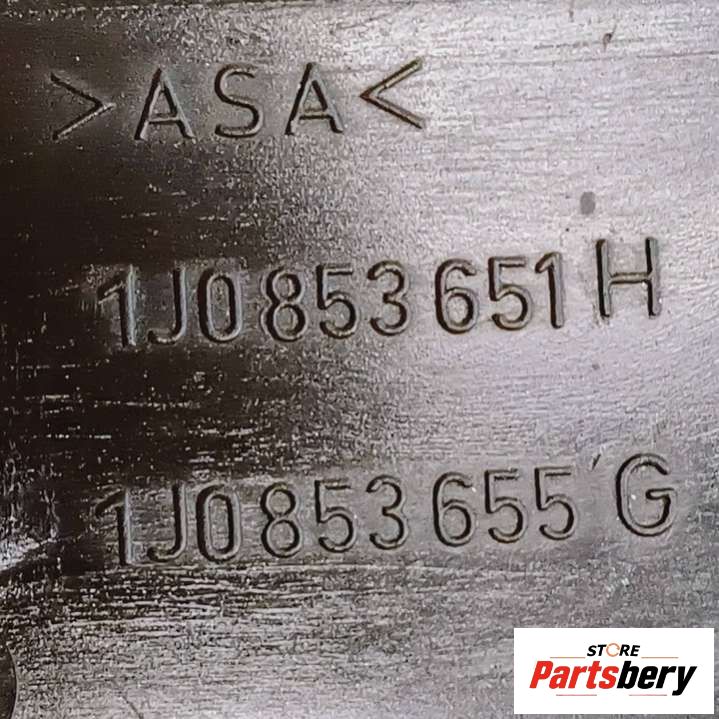 >ASA<
1J0 853 651 H
1J0 853 655 G
STORE
Partsbery